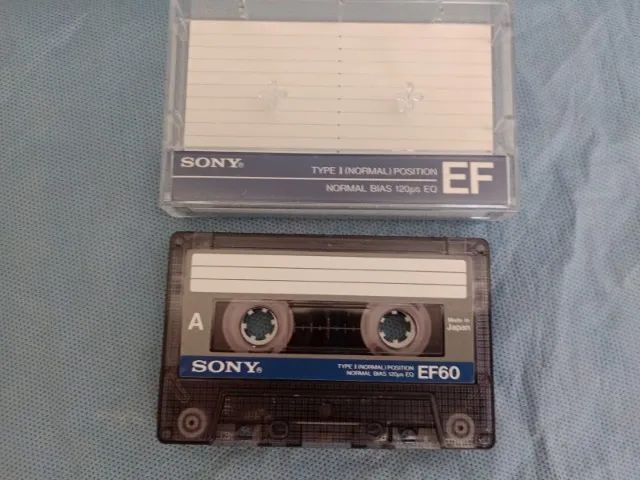 SONY®
TYPE I (NORMAL) POSITION
NORMAL BIAS 120µs EQ
EF
A
Made in
Japan
SONY®
TYPE I (NORMAL) POSITION
NORMAL BIAS 120µs EQ
EF60